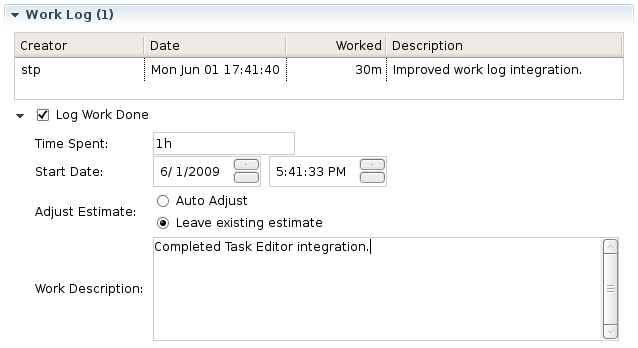 Work Log (1)
Creator Date Worked Description
stp Mon Jun 01 17:41:40 30m Improved work log integration.
Log Work Done
Time Spent: 1h
Start Date: 6/ 1/2009 5:41:33 PM
Auto Adjust
Adjust Estimate:
Leave existing estimate
Completed Task Editor integration.
Work Description: